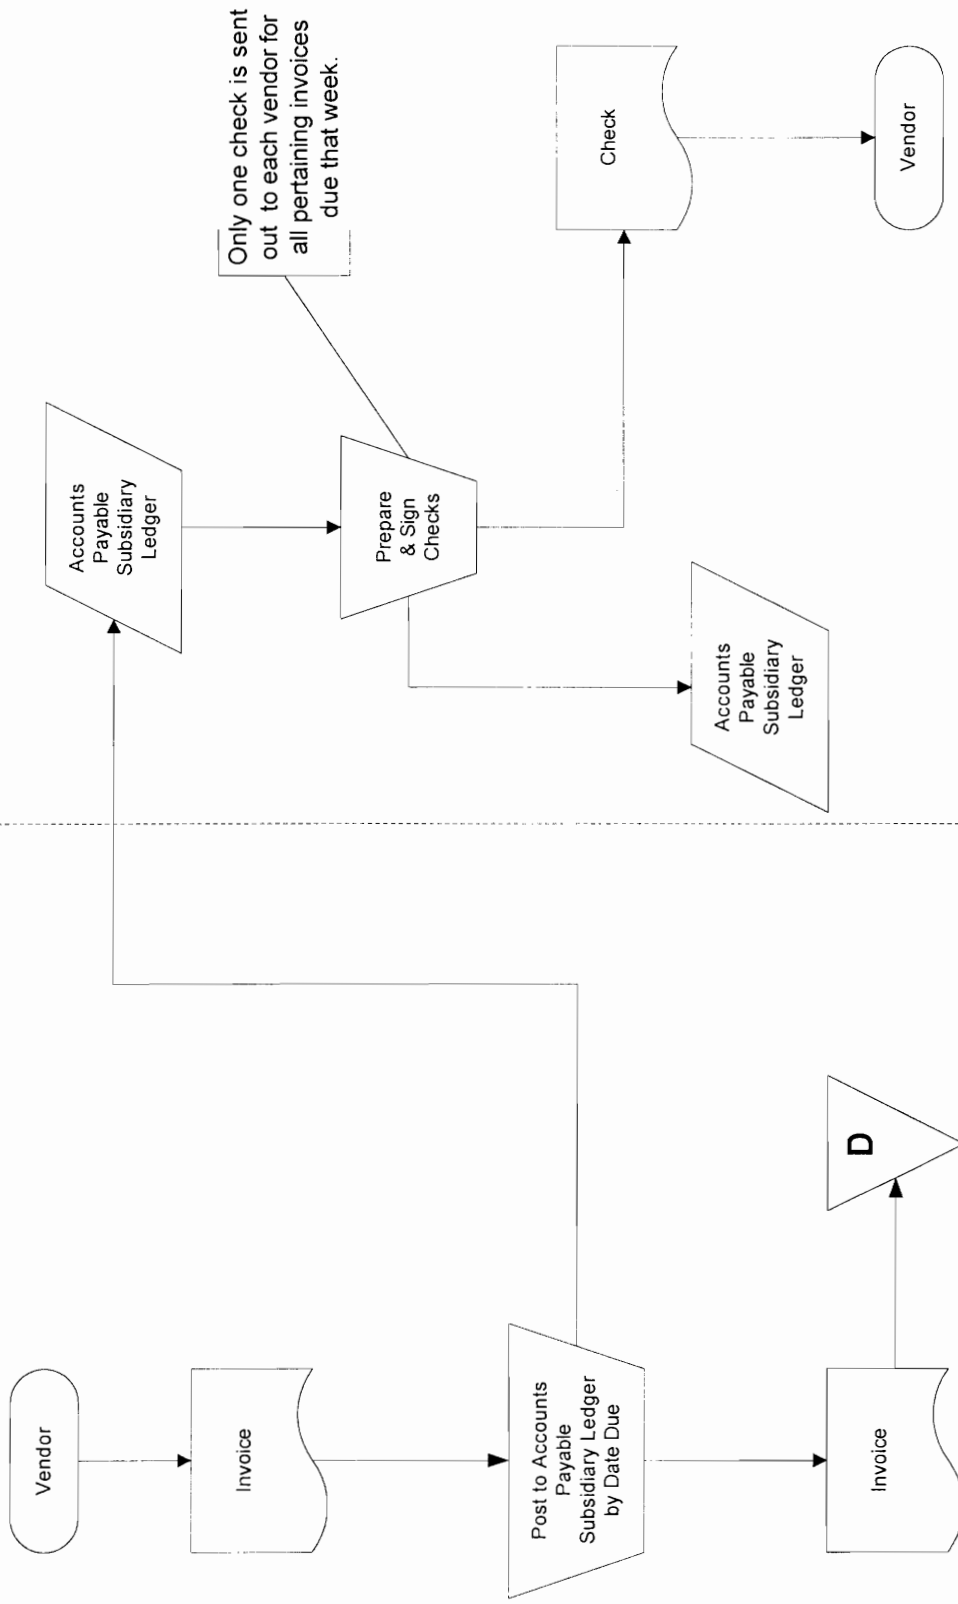 Vendor
Invoice
Post to Accounts
Payable
Subsidiary Ledger
by Date Due
Invoice
D
Accounts
Payable
Subsidiary
Ledger
Prepare
& Sign
Checks
Only one check is sent
out to each vendor for
all pertaining invoices
due that week.
Accounts
Payable
Subsidiary
Ledger
Check
Vendor